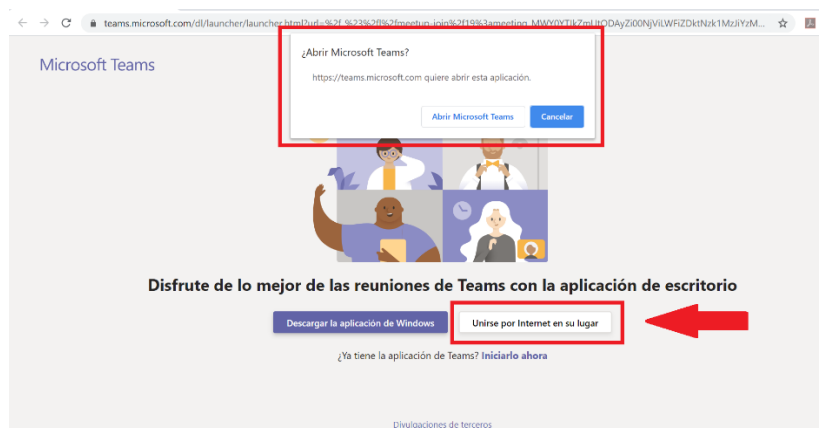 teams.microsoft.com/dl/launcher/launcher.html?url=%2f_%23%2fl%2fmeetup-join%2f19%3ameeting_
Microsoft Teams
¿Abrir Microsoft Teams?
https://teams.microsoft.com quiere abrir esta aplicación.
Abrir Microsoft Teams
Cancelar
Disfrute de lo mejor de las reuniones de Teams con la aplicación de escritorio
Descargar la aplicación de Windows
Unirse por Internet en su lugar
¿Ya tiene la aplicación de Teams? Iniciarlo ahora
Divulgaciones de terceros